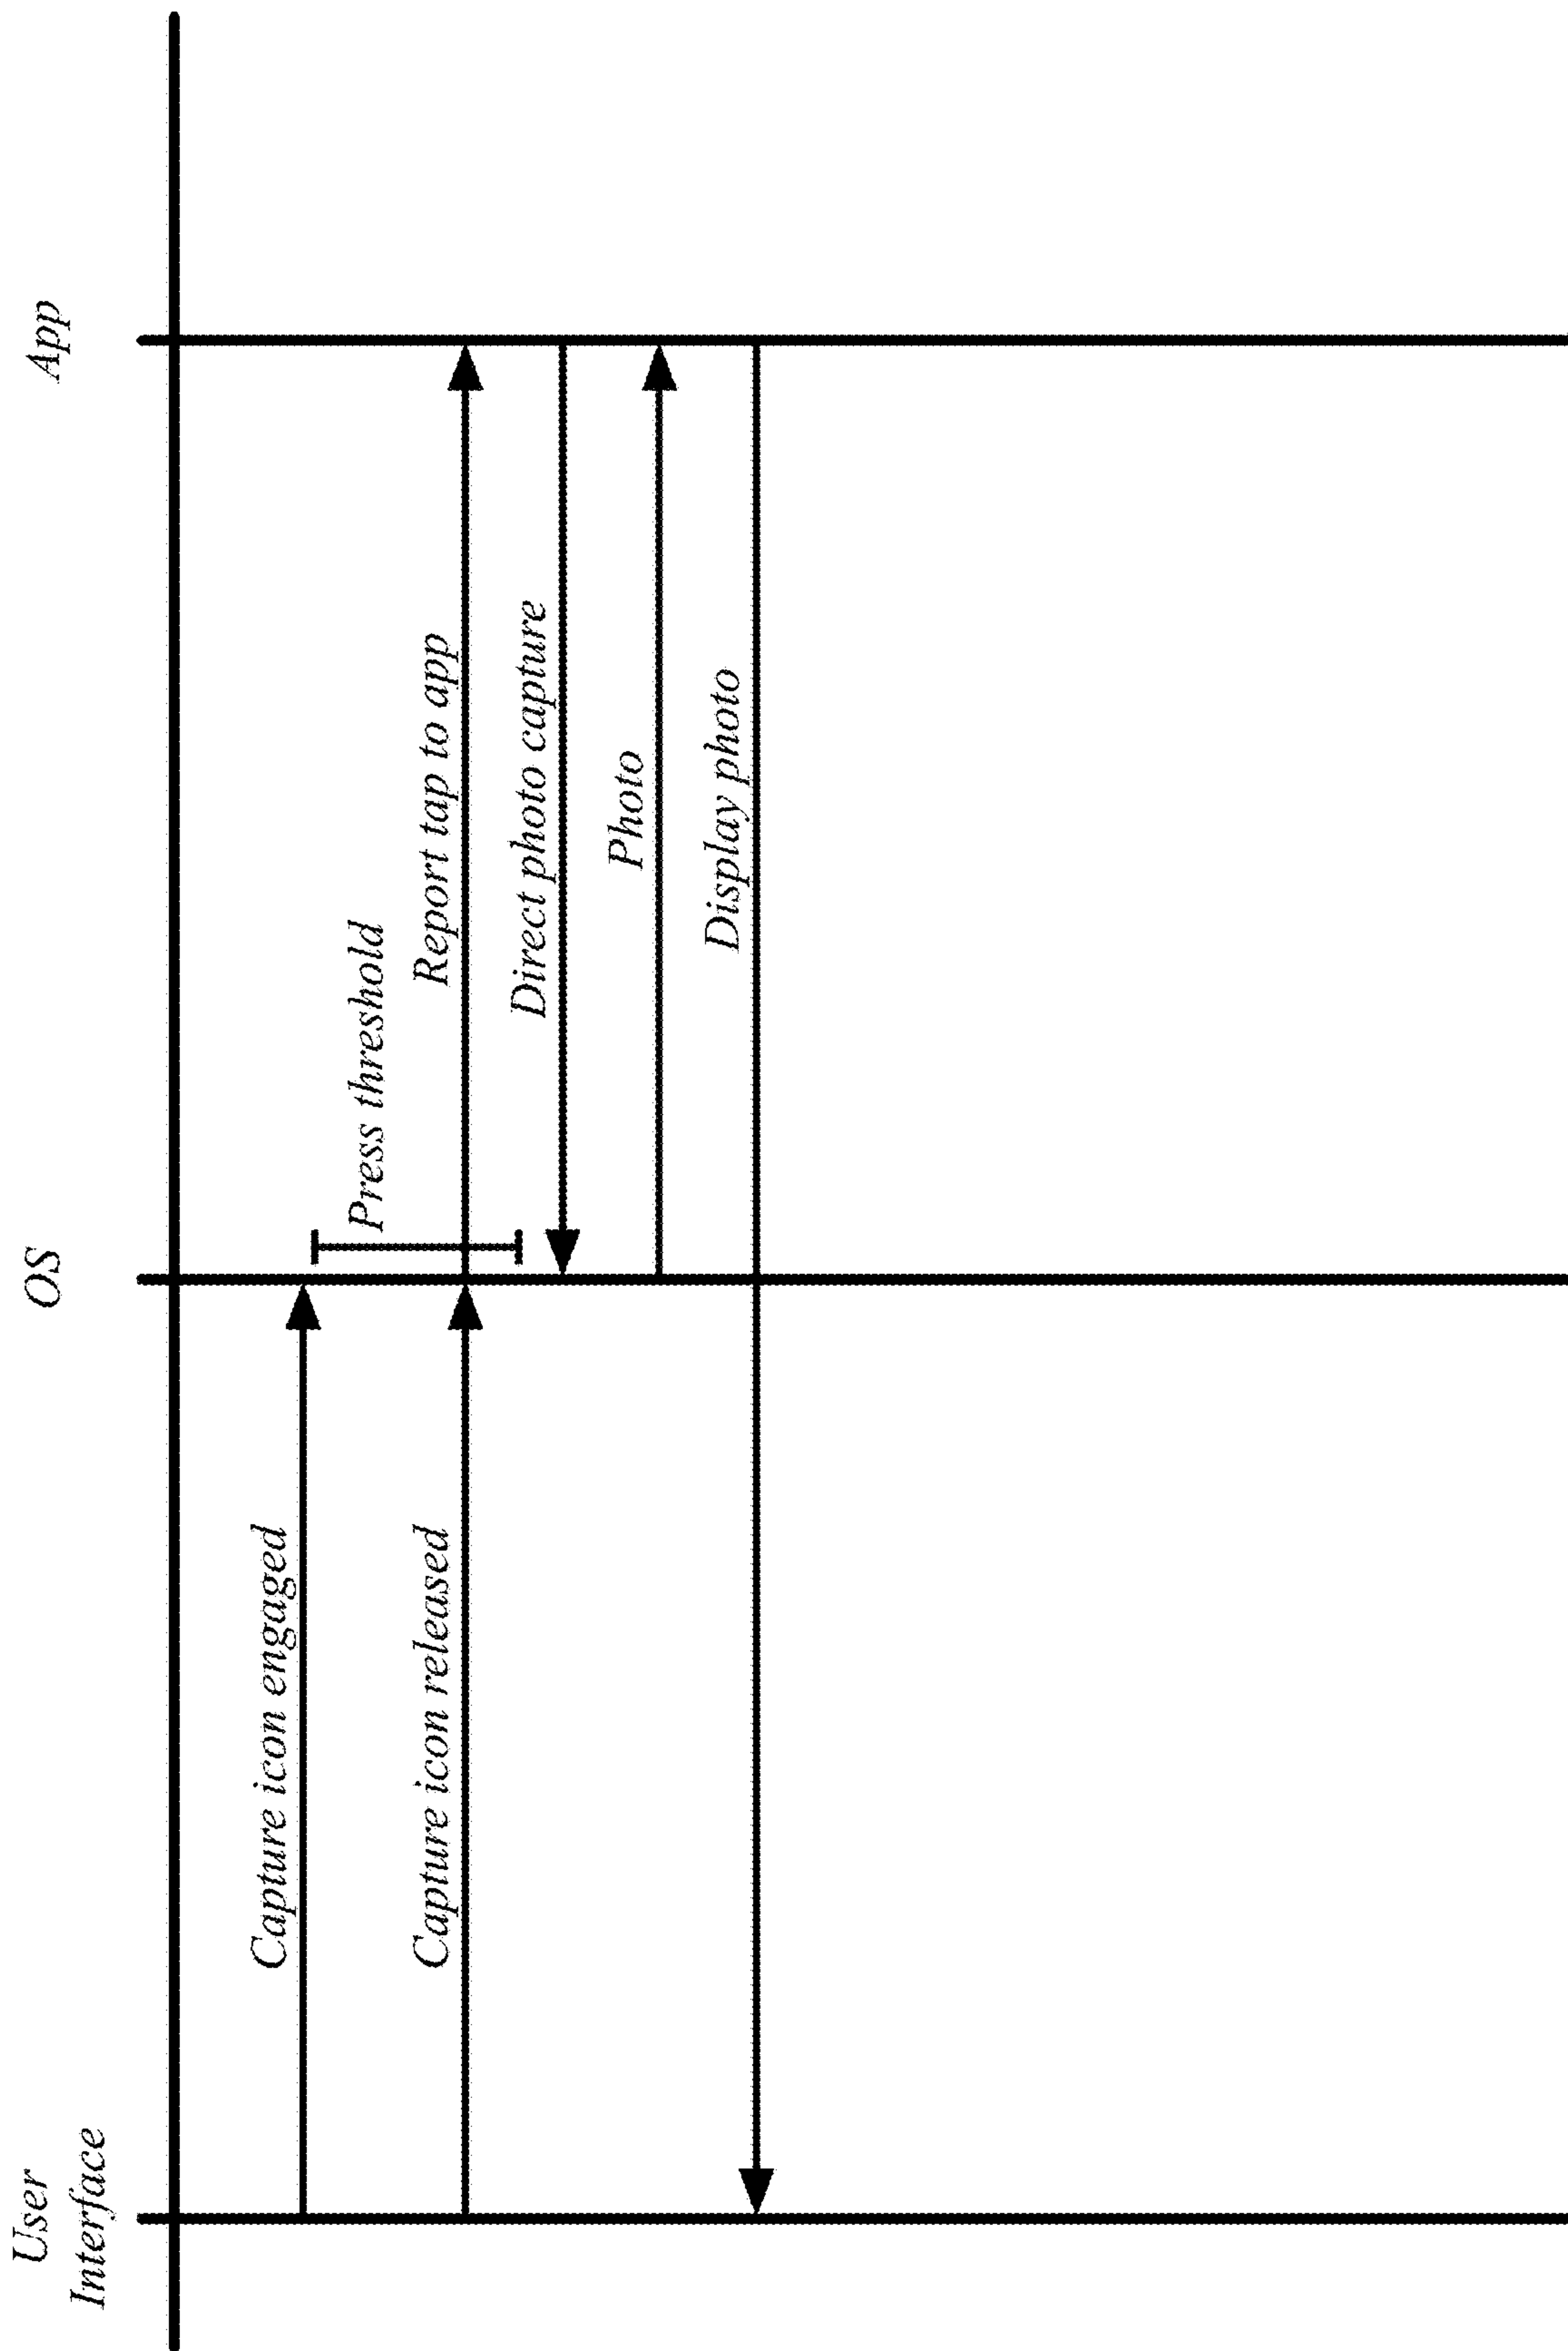 User
Interface
OS
App
Capture icon engaged
Press threshold
Capture icon released
Report tap to app
Direct photo capture
Photo
Display photo